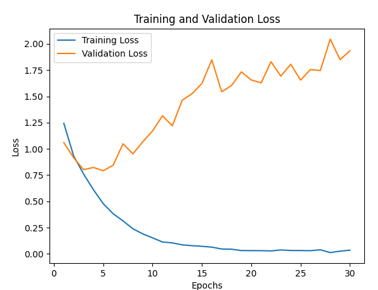 Training and Validation Loss
Training Loss
Validation Loss
2.00
1.75
1.50
1.25
1.00
0.75
0.50
0.25
0.00
Loss
0 5 10 15 20 25 30
Epochs